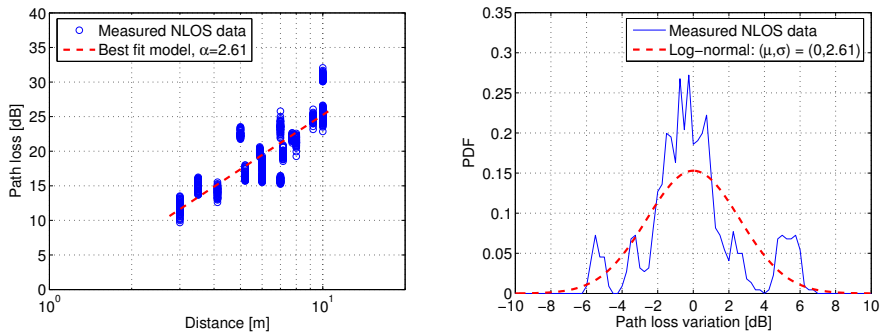 40
35
30
25
20
15
10
5
0
Path loss [dB]
Measured NLOS data
Best fit model, α=2.61
10^0
10^1
Distance [m]
0.35
0.3
0.25
0.2
0.15
0.1
0.05
0
PDF
Measured NLOS data
Log−normal: (μ,σ) = (0,2.61)
−10 −8 −6 −4 −2 0 2 4 6 8 10
Path loss variation [dB]